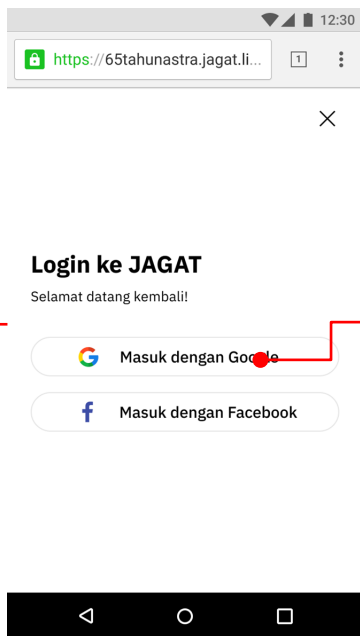 12:30
https://65tahunastra.jagat.li...
1
Login ke JAGAT
Selamat datang kembali!
Masuk dengan Google
Masuk dengan Facebook